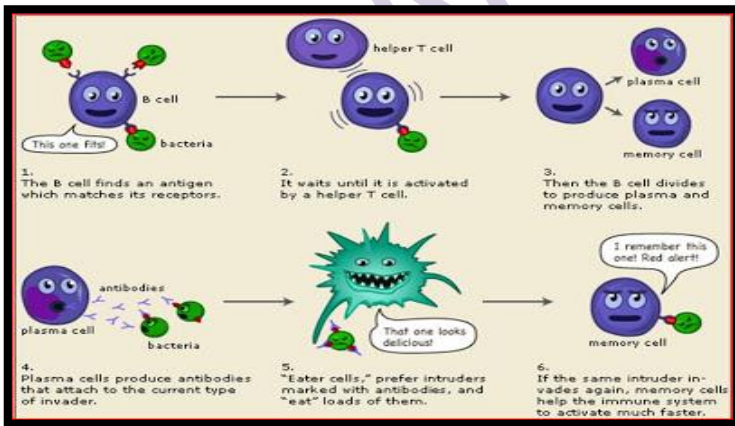 helper T cell
B cell
This one fits!
bacteria
plasma cell
memory cell
1.
The B cell finds an antigen
which matches its receptors.
2.
It waits until it is activated
by a helper T cell.
3.
Then the B cell divides
to produce plasma and
memory cells.
antibodies
plasma cell
bacteria
That one looks
delicious!
I remember this
one! Red alert!
memory cell
4.
Plasma cells produce antibodies
that attach to the current type
of invader.
5.
"Eater cells," prefer intruders
marked with antibodies, and
"eat" loads of them.
6.
If the same intruder in-
vades again, memory cells
help the immune system
to activate much faster.